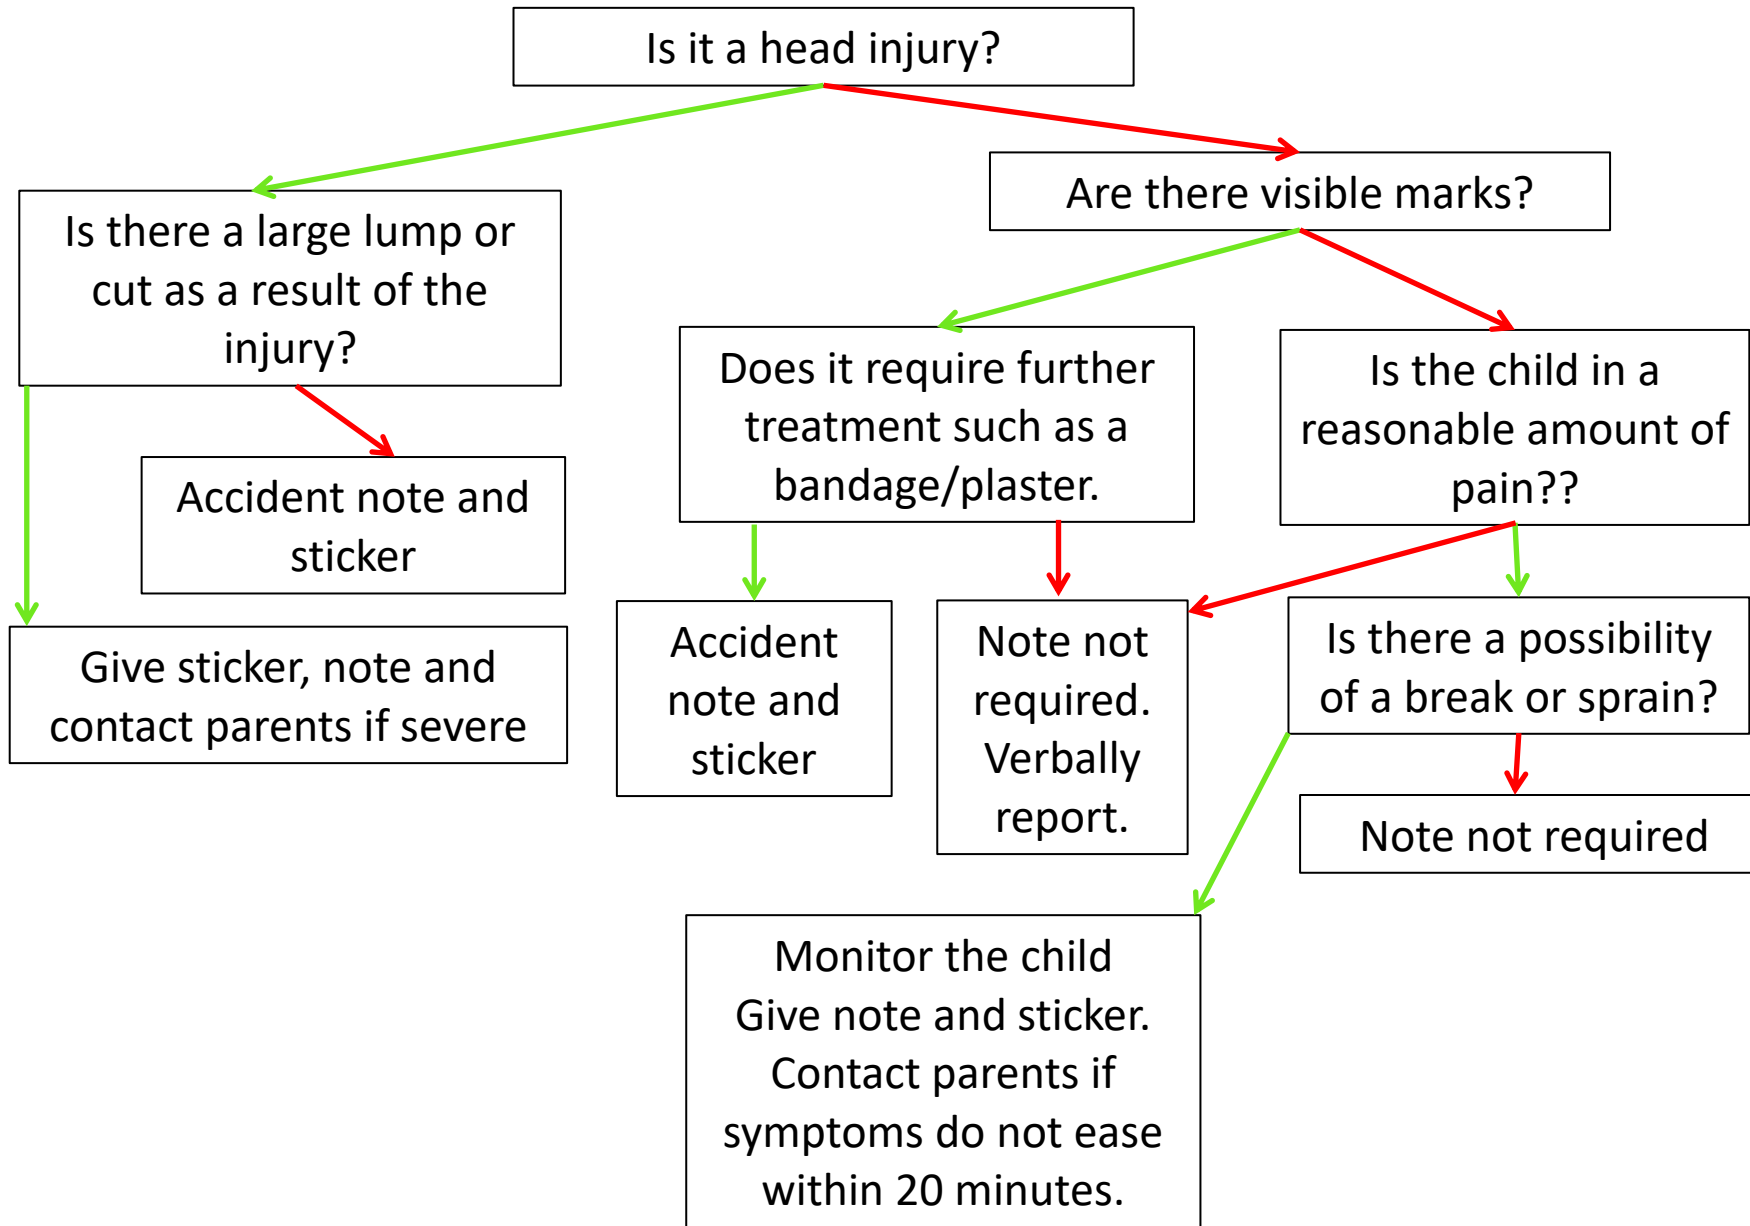 Is it a head injury?
Are there visible marks?
Is there a large lump or
cut as a result of the
injury?
Does it require further
treatment such as a
bandage/plaster.
Is the child in a
reasonable amount of
pain??
Accident note and
sticker
Give sticker, note and
contact parents if severe
Accident
note and
sticker
Note not
required.
Verbally
report.
Is there a possibility
of a break or sprain?
Note not required
Monitor the child
Give note and sticker.
Contact parents if
symptoms do not ease
within 20 minutes.